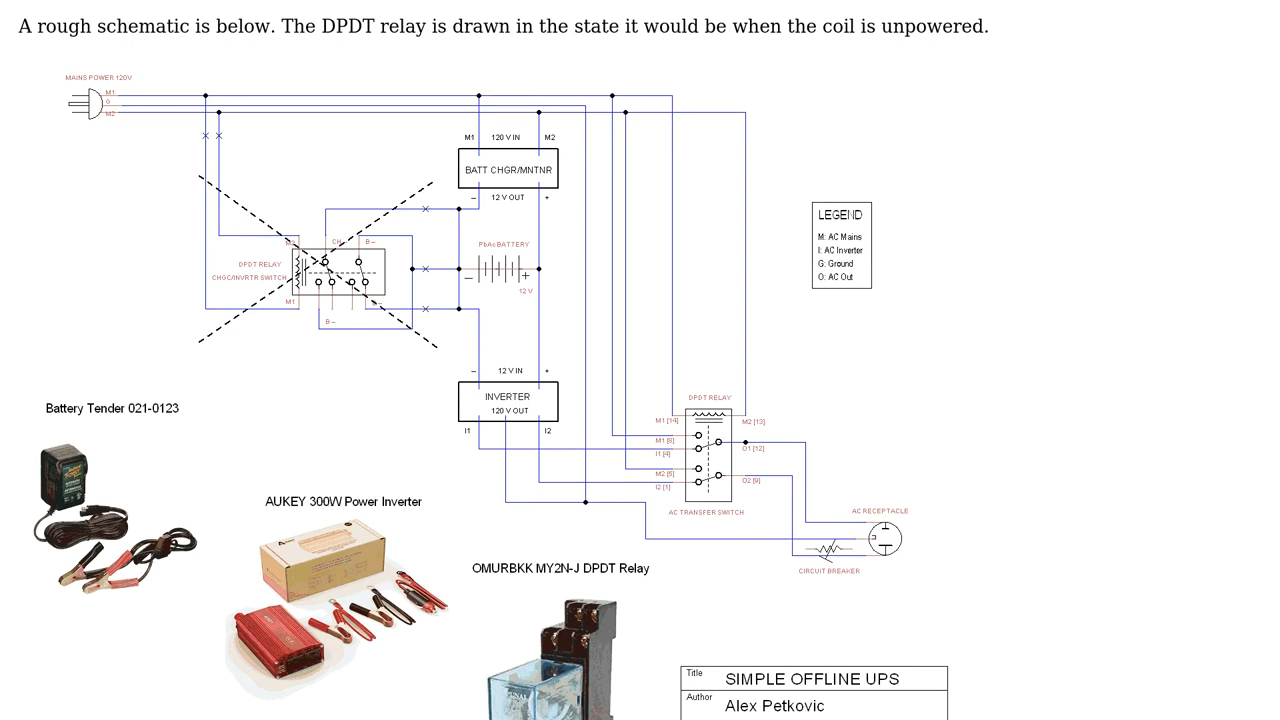 A rough schematic is below. The DPDT relay is drawn in the state it would be when the coil is unpowered.
MAINS POWER 120V
M1
G
M2
M1 120 V IN M2
BATT CHGR/MNTNR
− 12 V OUT +
LEGEND
M: AC Mains
I: AC Inverter
G: Ground
O: AC Out
M2 CH− B−
DPDT RELAY
CHGC/INVRTR SWITCH
M1
B−
PbAc BATTERY
− +
12 V
− 12 V IN +
INVERTER
120 V OUT
I1 I2
DPDT RELAY
M1 [14] M2 [13]
M1 [8]
I1 [4] O1 [12]
I2 [1] O2 [9]
AC TRANSFER SWITCH
AC RECEPTACLE
CIRCUIT BREAKER
Battery Tender 021-0123
AUKEY 300W Power Inverter
OMURBKK MY2N-J DPDT Relay
Title SIMPLE OFFLINE UPS
Author Alex Petkovic